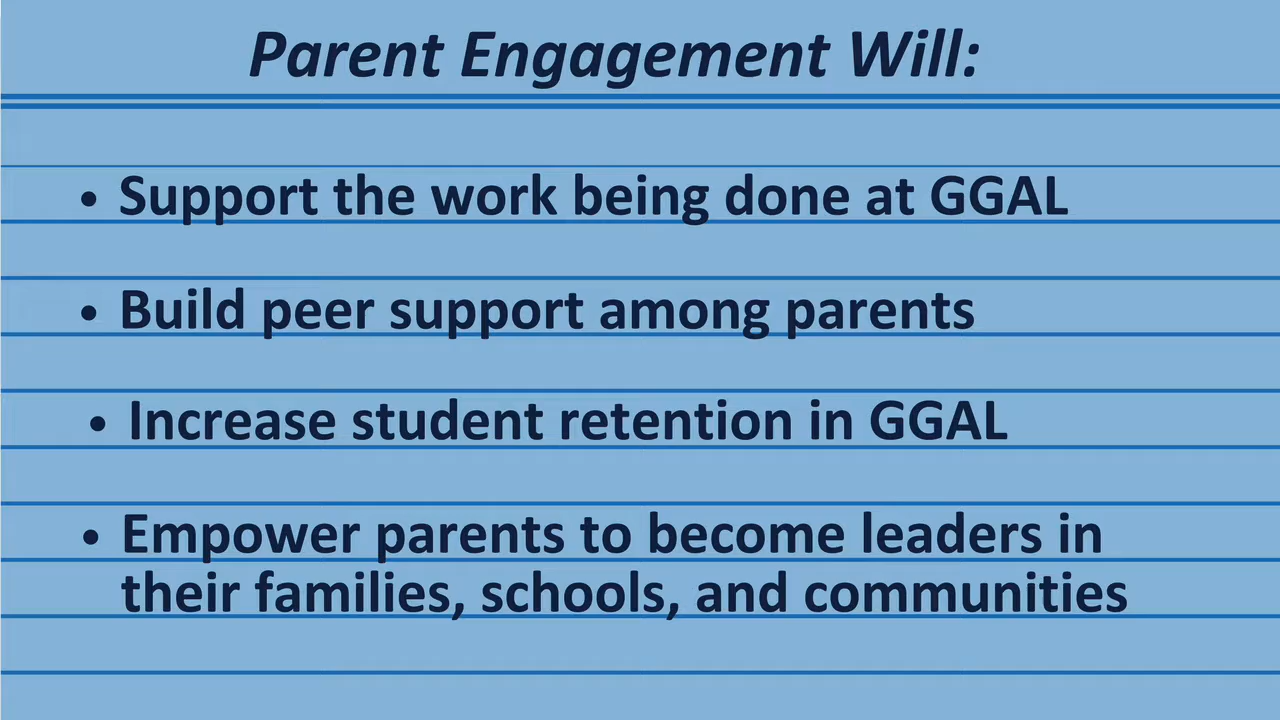 Parent Engagement Will:
• Support the work being done at GGAL
• Build peer support among parents
• Increase student retention in GGAL
• Empower parents to become leaders in
their families, schools, and communities